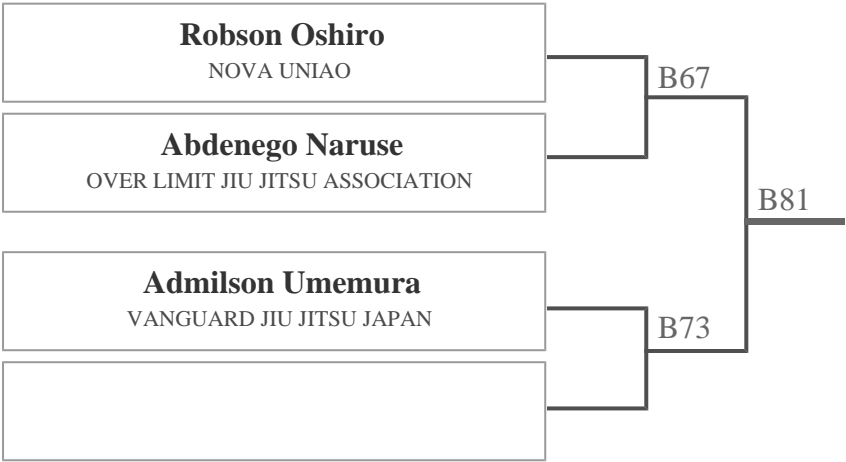 Robson Oshiro
NOVA UNIAO
B67
Abdenego Naruse
OVER LIMIT JIU JITSU ASSOCIATION
B81
Admilson Umemura
VANGUARD JIU JITSU JAPAN
B73